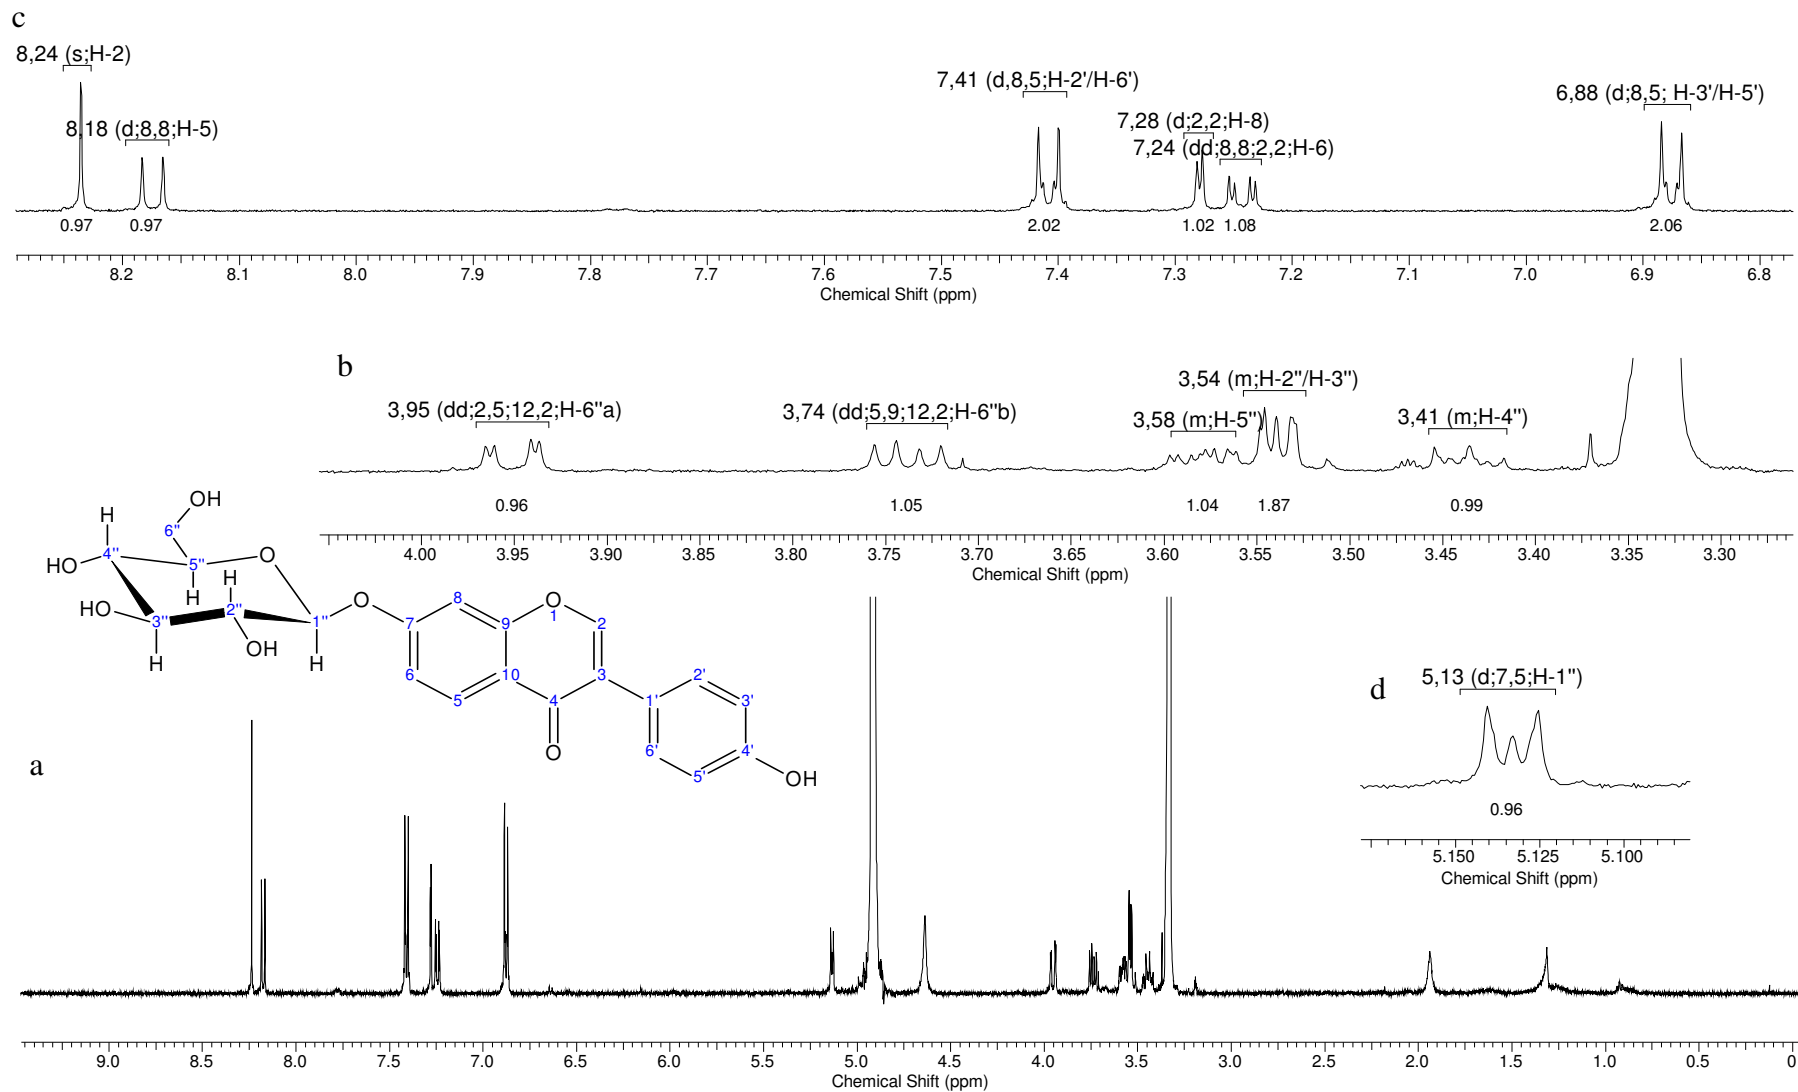 c
8,24 (s;H-2)
8,18 (d;8,8;H-5)
7,41 (d,8,5;H-2'/H-6')
7,28 (d;2,2;H-8)
7,24 (dd;8,8;2,2;H-6)
6,88 (d;8,5; H-3'/H-5')
0.97 0.97 2.02 1.02 1.08 2.06
8.2 8.1 8.0 7.9 7.8 7.7 7.6 7.5 7.4 7.3 7.2 7.1 7.0 6.9 6.8
Chemical Shift (ppm)
b
3,95 (dd;2,5;12,2;H-6''a)
3,74 (dd;5,9;12,2;H-6''b)
3,58 (m;H-5'')
3,54 (m;H-2''/H-3'')
3,41 (m;H-4'')
0.96 1.05 1.04 1.87 0.99
4.00 3.95 3.90 3.85 3.80 3.75 3.70 3.65 3.60 3.55 3.50 3.45 3.40 3.35 3.30
Chemical Shift (ppm)
OH
H 6''
HO 4'' 5'' O
H H
HO 3'' 2'' 1'' O
H OH H
8 O 1 2
7 9
6 10 3
5 4 O
1' 2' 3'
6' 5' 4' OH
d
5,13 (d;7,5;H-1'')
0.96
5.150 5.125 5.100
Chemical Shift (ppm)
a
9.0 8.5 8.0 7.5 7.0 6.5 6.0 5.5 5.0 4.5 4.0 3.5 3.0 2.5 2.0 1.5 1.0 0.5 0
Chemical Shift (ppm)